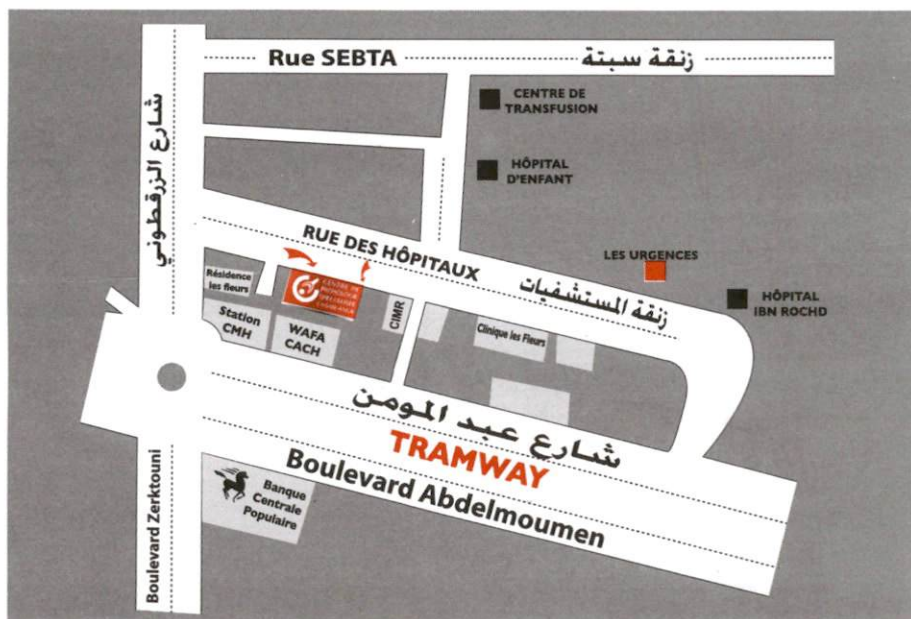 Rue SEBTA
زنقة سبتة
CENTRE DE
TRANSFUSION
شارع الزرقطوني
HÔPITAL
D'ENFANT
RUE DES HÔPITAUX
زنقة المستشفيات
LES URGENCES
HÔPITAL
IBN ROCHD
Résidence
les fleurs
CENTRE DE
CIMR
Station
CMH
WAFA
CACH
Clinique les Fleurs
شارع عبد المومن
TRAMWAY
Boulevard Abdelmoumen
Banque
Centrale
Populaire
Boulevard Zerktouni